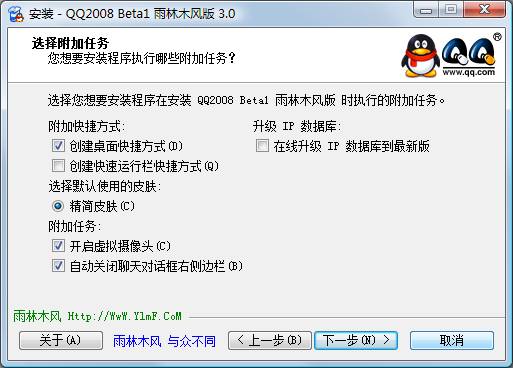 安装 - QQ2008 Beta1 雨林木风版 3.0
选择附加任务
您想要安装程序执行哪些附加任务？
www.qq.com
选择您想要安装程序在安装 QQ2008 Beta1 雨林木风版 时执行的附加任务。
附加快捷方式:
创建桌面快捷方式(D)
创建快速运行栏快捷方式(Q)
选择默认使用的皮肤:
精简皮肤(C)
附加任务:
开启虚拟摄像头(C)
自动关闭聊天对话框右侧边栏(B)
升级 IP 数据库:
在线升级 IP 数据库到最新版
雨林木风 Http://WwW.YlmF.CoM
关于(A)
雨林木风 与众不同
< 上一步(B)
下一步(N) >
取消